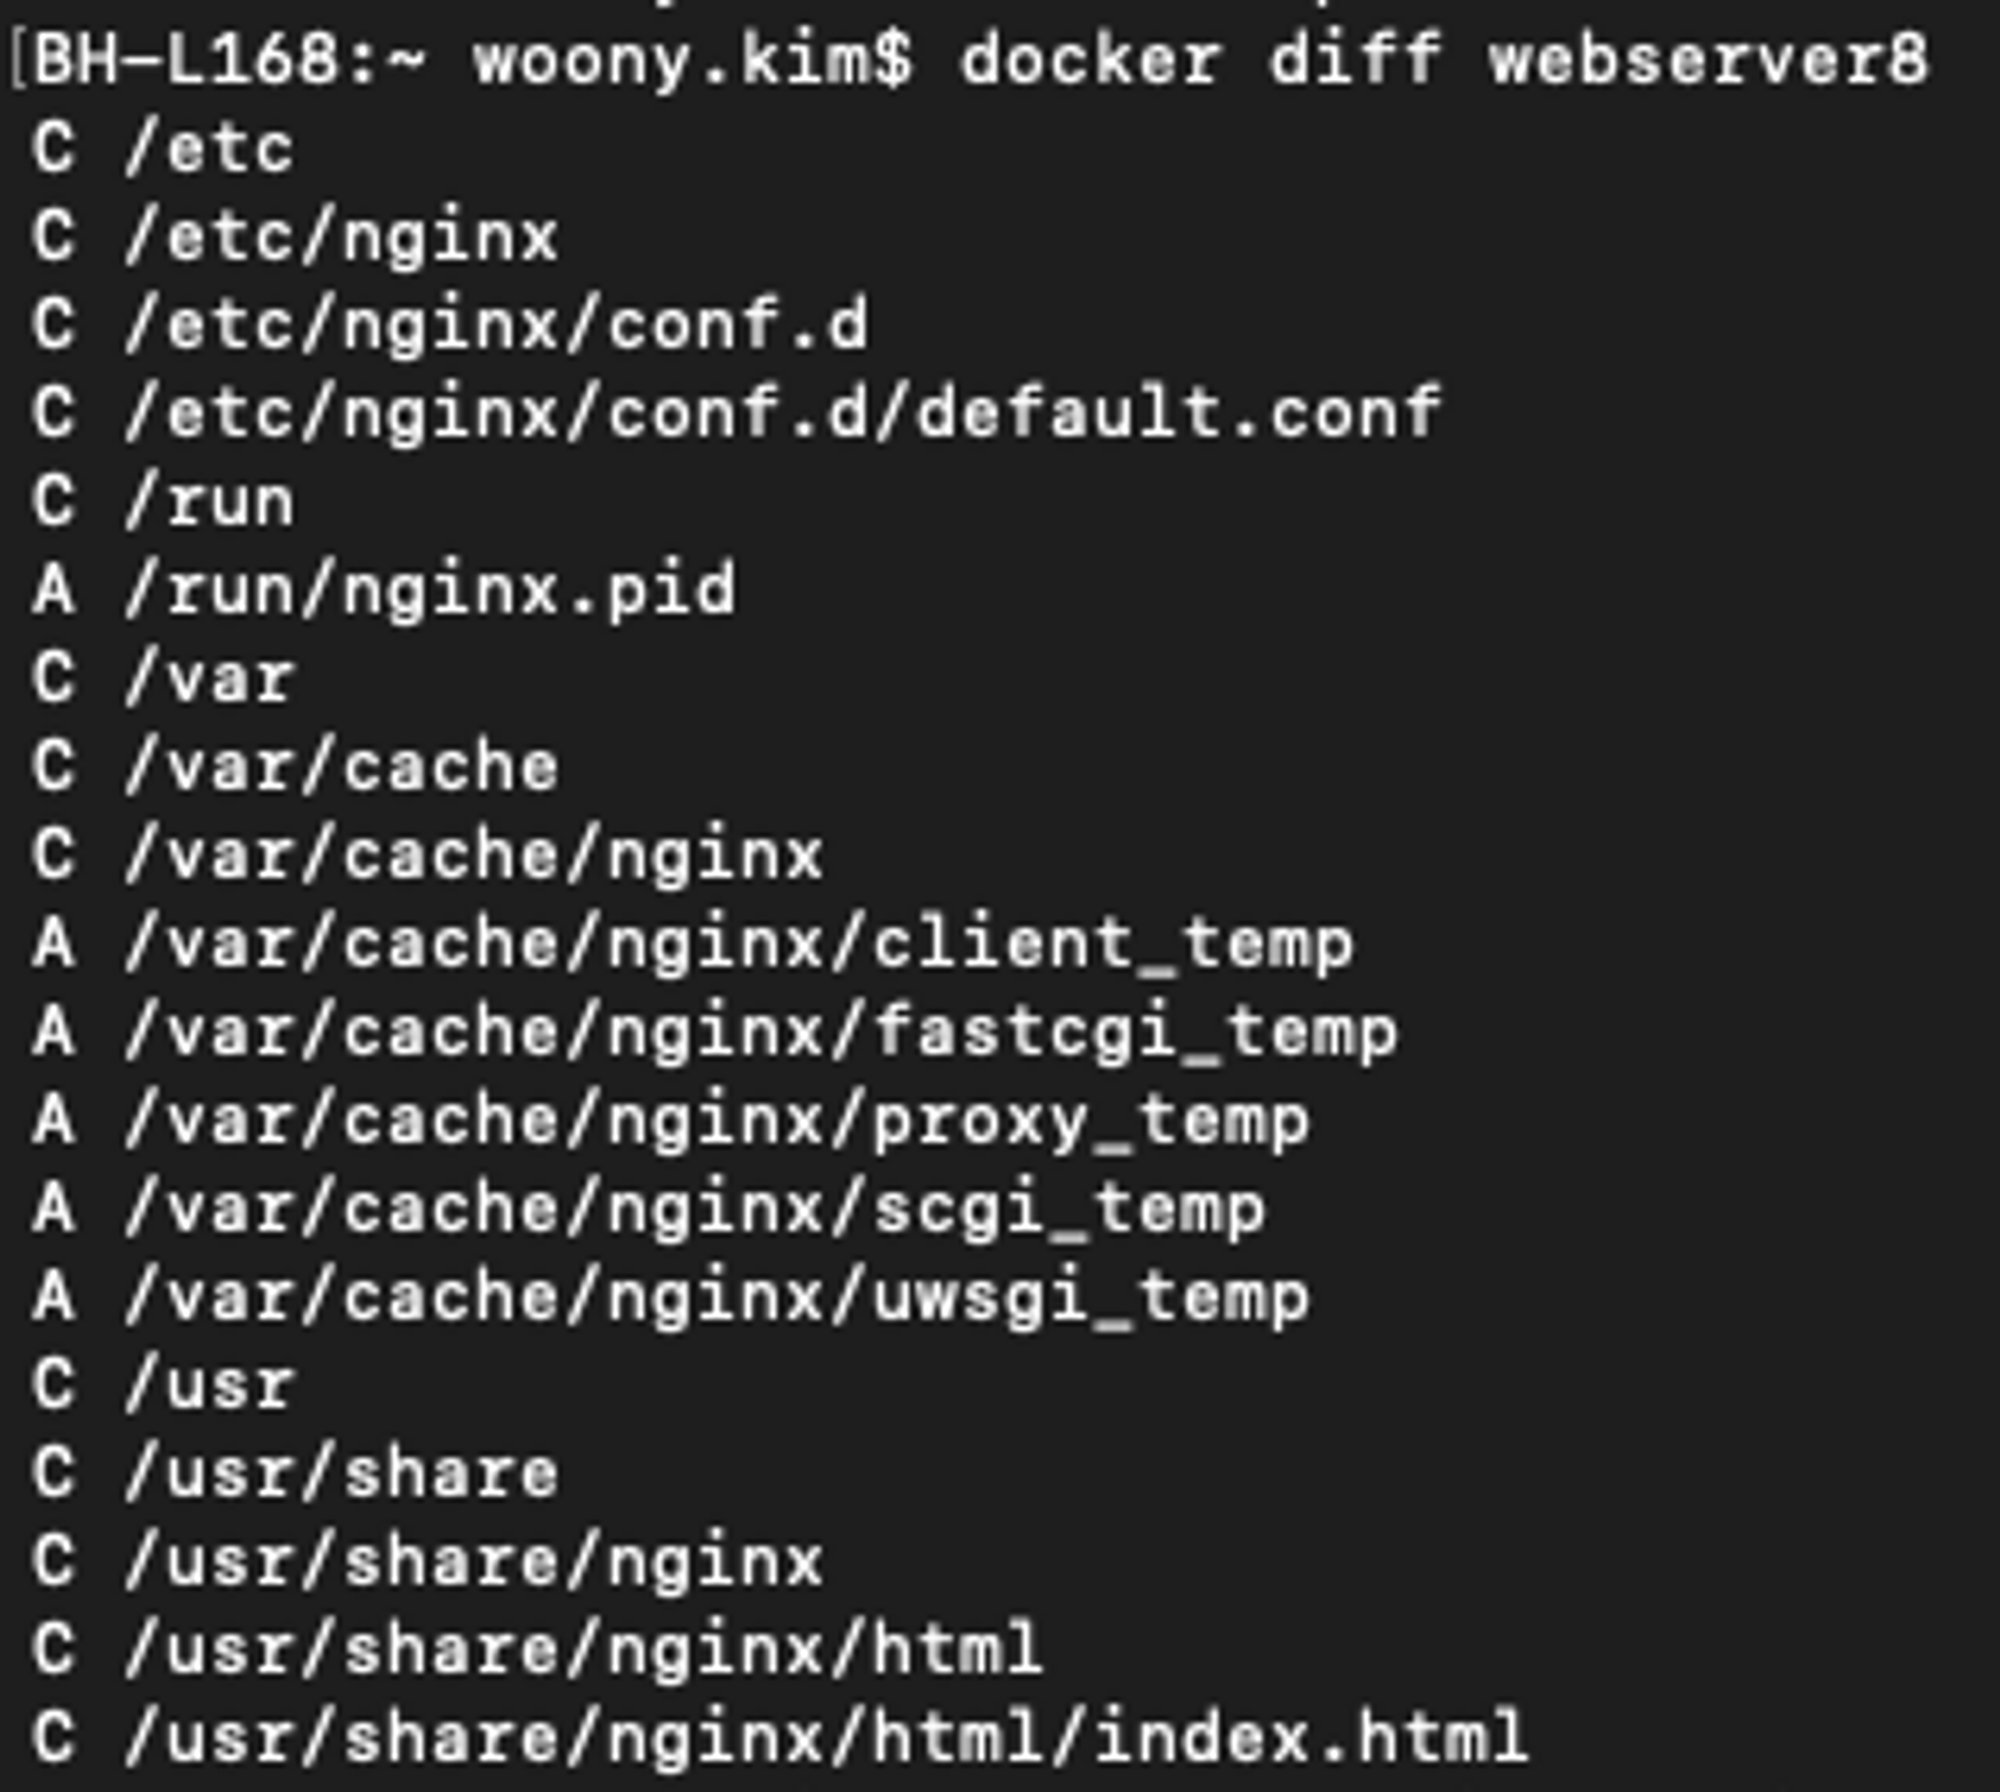 [BH-L168:~ woony.kim$ docker diff webserver8
C /etc
C /etc/nginx
C /etc/nginx/conf.d
C /etc/nginx/conf.d/default.conf
C /run
A /run/nginx.pid
C /var
C /var/cache
C /var/cache/nginx
A /var/cache/nginx/client_temp
A /var/cache/nginx/fastcgi_temp
A /var/cache/nginx/proxy_temp
A /var/cache/nginx/scgi_temp
A /var/cache/nginx/uwsgi_temp
C /usr
C /usr/share
C /usr/share/nginx
C /usr/share/nginx/html
C /usr/share/nginx/html/index.html